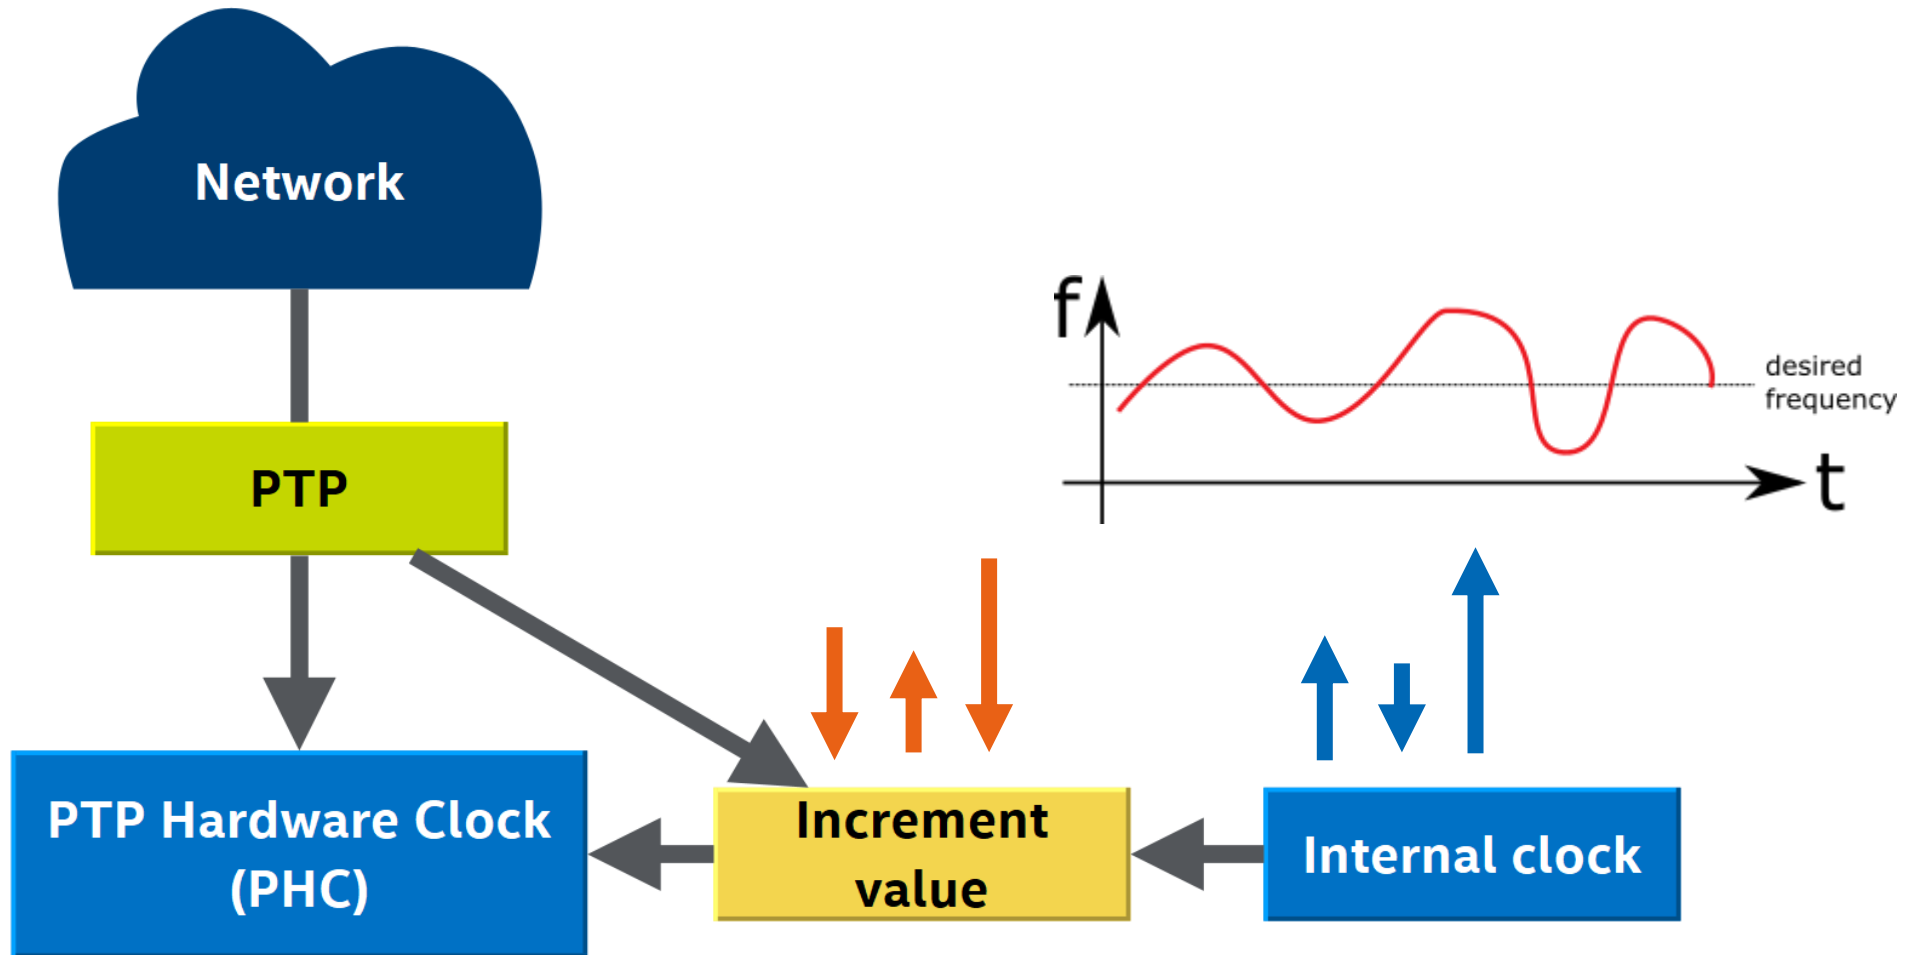 Network
PTP
f
desired
frequency
t
PTP Hardware Clock
(PHC)
Increment
value
Internal clock